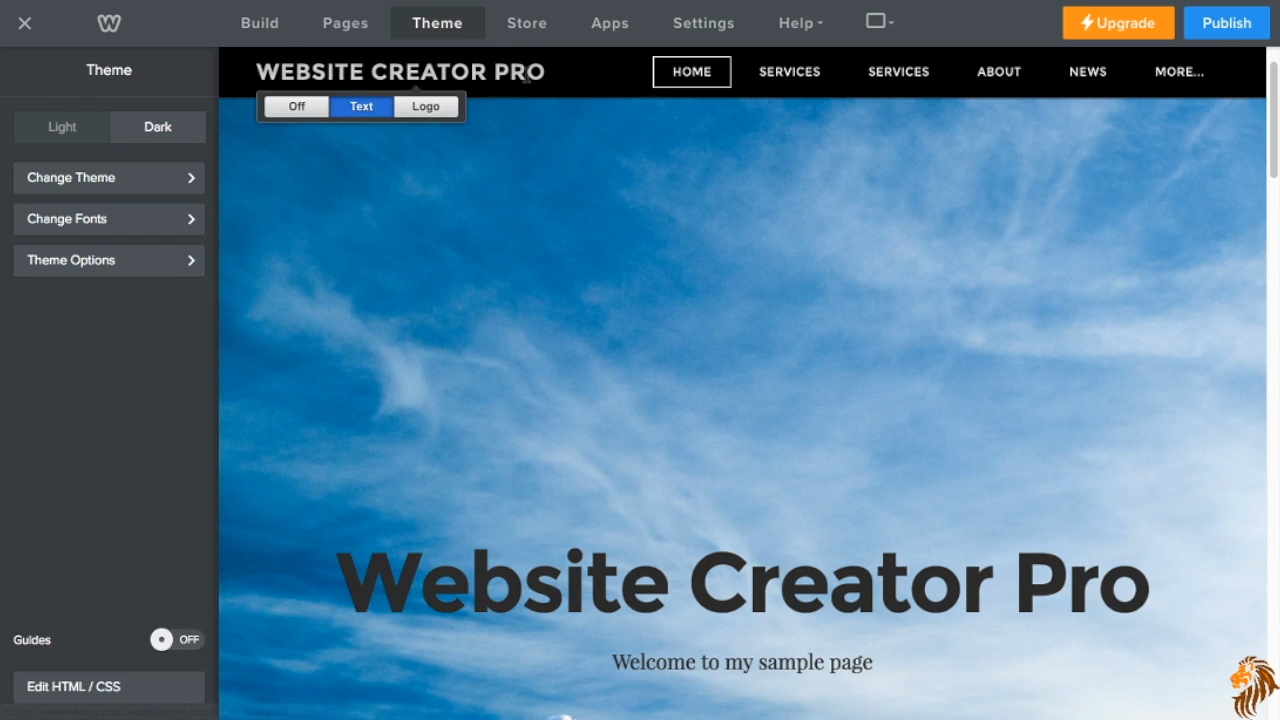 Build Pages Theme Store Apps Settings Help Upgrade Publish
Theme
Light Dark
Change Theme
Change Fonts
Theme Options
Guides OFF
Edit HTML / CSS
WEBSITE CREATOR PRO HOME SERVICES SERVICES ABOUT NEWS MORE...
Off Text Logo
Website Creator Pro
Welcome to my sample page